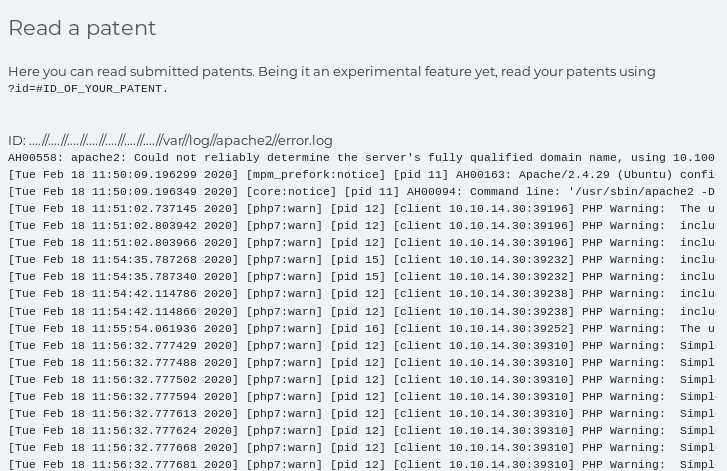 Read a patent
Here you can read submitted patents. Being it an experimental feature yet, read your patents using
?id=#ID_OF_YOUR_PATENT.
ID: ....//....//....//....//....//....//....//....//var//log//apache2//error.log
AH00558: apache2: Could not reliably determine the server's fully qualified domain name, using 10.100
[Tue Feb 18 11:50:09.196299 2020] [mpm_prefork:notice] [pid 11] AH00163: Apache/2.4.29 (Ubuntu) confi
[Tue Feb 18 11:50:09.196349 2020] [core:notice] [pid 11] AH00094: Command line: '/usr/sbin/apache2 -D
[Tue Feb 18 11:51:02.737145 2020] [php7:warn] [pid 12] [client 10.10.14.30:39196] PHP Warning:  The u
[Tue Feb 18 11:51:02.803942 2020] [php7:warn] [pid 12] [client 10.10.14.30:39196] PHP Warning:  inclu
[Tue Feb 18 11:51:02.803966 2020] [php7:warn] [pid 12] [client 10.10.14.30:39196] PHP Warning:  inclu
[Tue Feb 18 11:54:35.787268 2020] [php7:warn] [pid 15] [client 10.10.14.30:39232] PHP Warning:  inclu
[Tue Feb 18 11:54:35.787340 2020] [php7:warn] [pid 15] [client 10.10.14.30:39232] PHP Warning:  inclu
[Tue Feb 18 11:54:42.114786 2020] [php7:warn] [pid 12] [client 10.10.14.30:39238] PHP Warning:  inclu
[Tue Feb 18 11:54:42.114866 2020] [php7:warn] [pid 12] [client 10.10.14.30:39238] PHP Warning:  inclu
[Tue Feb 18 11:55:54.061936 2020] [php7:warn] [pid 16] [client 10.10.14.30:39252] PHP Warning:  The u
[Tue Feb 18 11:56:32.777429 2020] [php7:warn] [pid 12] [client 10.10.14.30:39310] PHP Warning:  Simpl
[Tue Feb 18 11:56:32.777488 2020] [php7:warn] [pid 12] [client 10.10.14.30:39310] PHP Warning:  Simpl
[Tue Feb 18 11:56:32.777502 2020] [php7:warn] [pid 12] [client 10.10.14.30:39310] PHP Warning:  Simpl
[Tue Feb 18 11:56:32.777594 2020] [php7:warn] [pid 12] [client 10.10.14.30:39310] PHP Warning:  Simpl
[Tue Feb 18 11:56:32.777613 2020] [php7:warn] [pid 12] [client 10.10.14.30:39310] PHP Warning:  Simpl
[Tue Feb 18 11:56:32.777624 2020] [php7:warn] [pid 12] [client 10.10.14.30:39310] PHP Warning:  Simpl
[Tue Feb 18 11:56:32.777668 2020] [php7:warn] [pid 12] [client 10.10.14.30:39310] PHP Warning:  Simpl
[Tue Feb 18 11:56:32.777681 2020] [php7:warn] [pid 12] [client 10.10.14.30:39310] PHP Warning:  Simpl